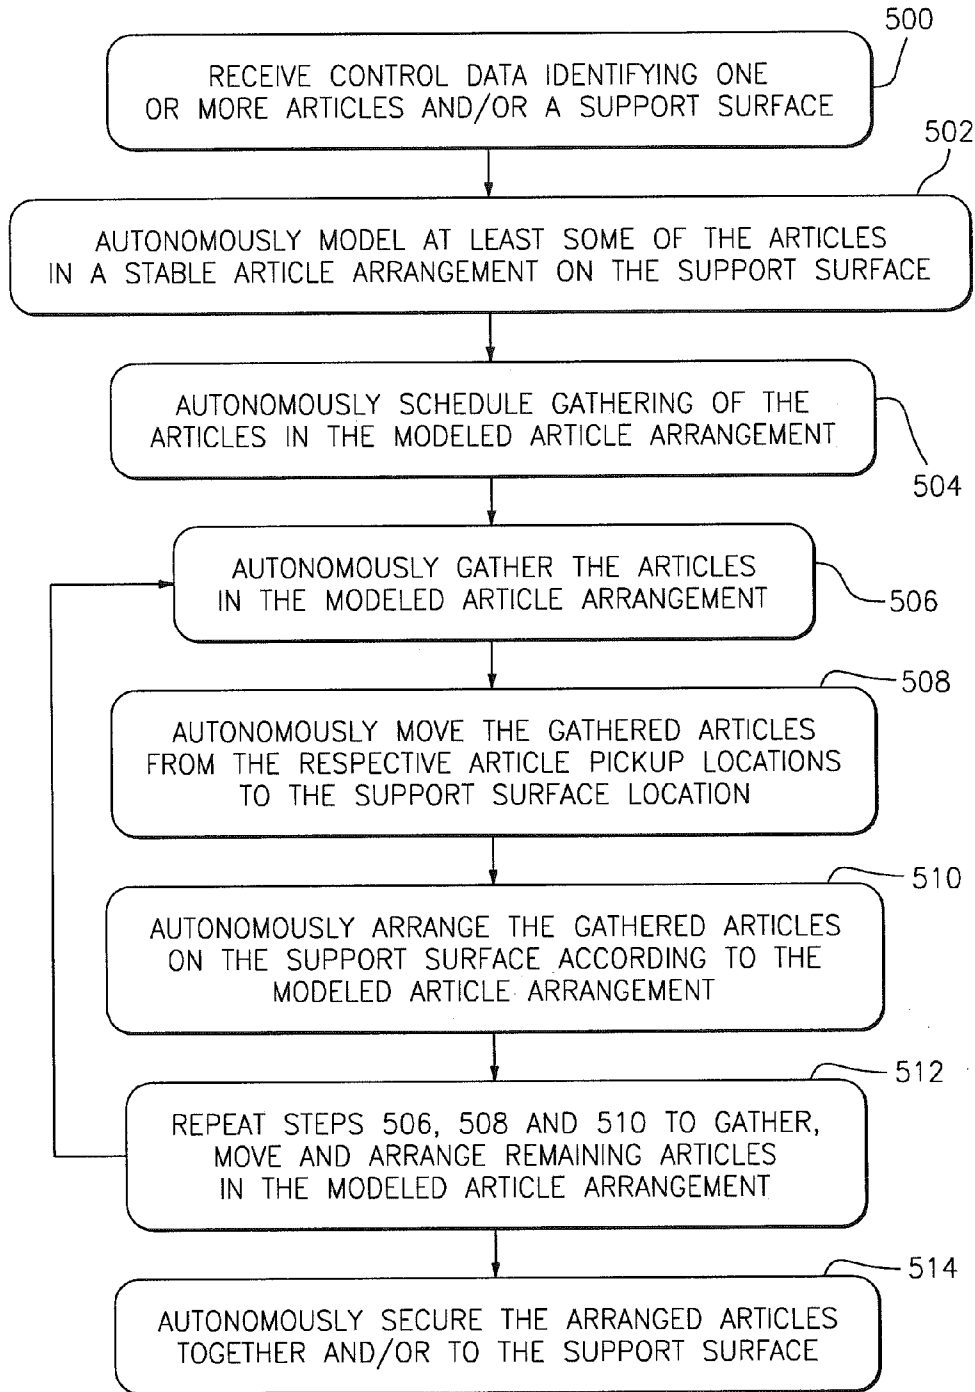 500
RECEIVE CONTROL DATA IDENTIFYING ONE
OR MORE ARTICLES AND/OR A SUPPORT SURFACE
502
AUTONOMOUSLY MODEL AT LEAST SOME OF THE ARTICLES
IN A STABLE ARTICLE ARRANGEMENT ON THE SUPPORT SURFACE
AUTONOMOUSLY SCHEDULE GATHERING OF THE
ARTICLES IN THE MODELED ARTICLE ARRANGEMENT
504
AUTONOMOUSLY GATHER THE ARTICLES
IN THE MODELED ARTICLE ARRANGEMENT
506
508
AUTONOMOUSLY MOVE THE GATHERED ARTICLES
FROM THE RESPECTIVE ARTICLE PICKUP LOCATIONS
TO THE SUPPORT SURFACE LOCATION
510
AUTONOMOUSLY ARRANGE THE GATHERED ARTICLES
ON THE SUPPORT SURFACE ACCORDING TO THE
MODELED ARTICLE ARRANGEMENT
512
REPEAT STEPS 506, 508 AND 510 TO GATHER,
MOVE AND ARRANGE REMAINING ARTICLES
IN THE MODELED ARTICLE ARRANGEMENT
514
AUTONOMOUSLY SECURE THE ARRANGED ARTICLES
TOGETHER AND/OR TO THE SUPPORT SURFACE